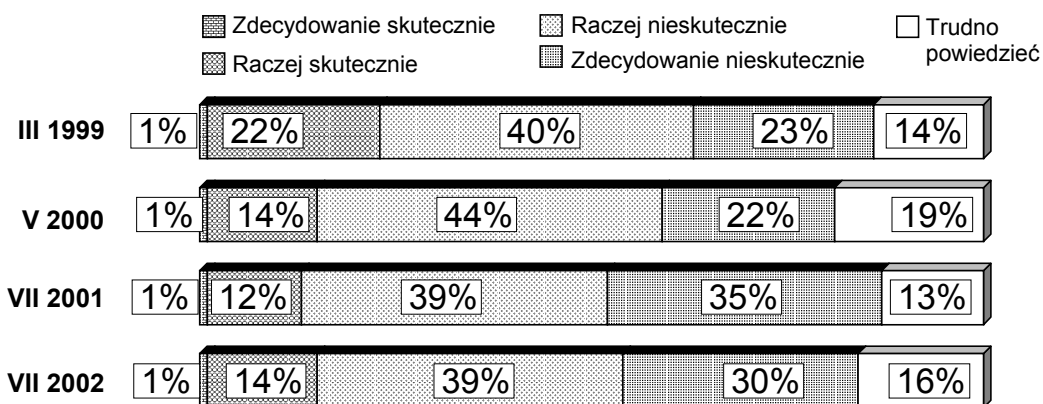 Zdecydowanie skutecznie
Raczej nieskutecznie
Trudno
powiedzieć
Raczej skutecznie
Zdecydowanie nieskutecznie
III 1999 1% 22% 40% 23% 14%
V 2000 1% 14% 44% 22% 19%
VII 2001 1% 12% 39% 35% 13%
VII 2002 1% 14% 39% 30% 16%